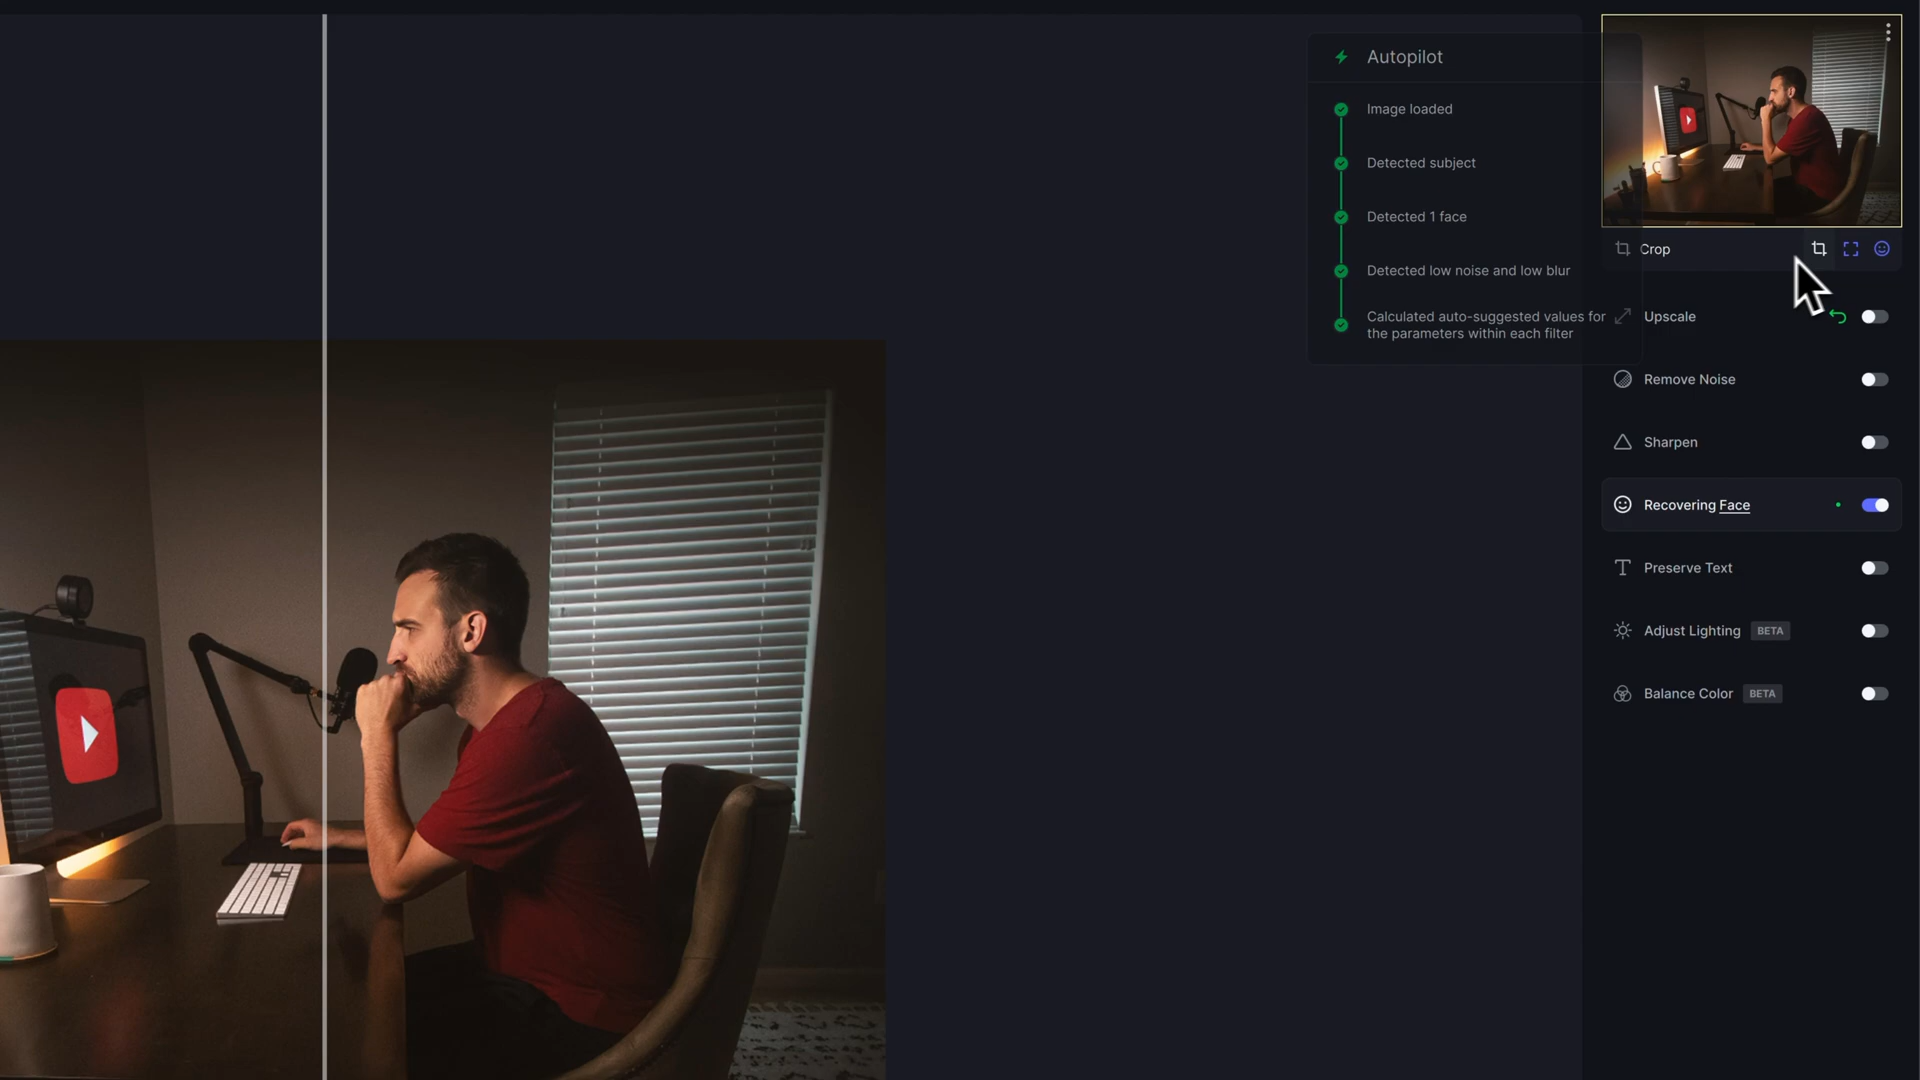 Autopilot
Image loaded
Detected subject
Detected 1 face
Detected low noise and low blur
Calculated auto-suggested values for
the parameters within each filter
Crop
Upscale
Remove Noise
Sharpen
Recovering Face
Preserve Text
Adjust Lighting BETA
Balance Color BETA